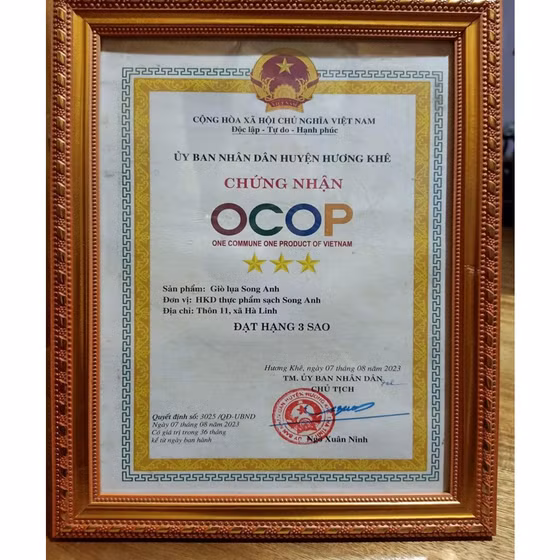 CỘNG HÒA XÃ HỘI CHỦ NGHĨA VIỆT NAM
Độc lập - Tự do - Hạnh phúc
ỦY BAN NHÂN DÂN HUYỆN HƯƠNG KHÊ
CHỨNG NHẬN
OCOP
ONE COMMUNE ONE PRODUCT OF VIETNAM
Sản phẩm: Giò lụa Song Anh
Đơn vị: HKD thực phẩm sạch Song Anh
Địa chỉ: Thôn 11, xã Hà Linh
ĐẠT HẠNG 3 SAO
Hương Khê, ngày 07 tháng 08 năm 2023
TM. ỦY BAN NHÂN DÂN
CHỦ TỊCH
Quyết định số: 3025 /QĐ-UBND
Ngày 07 tháng 08 năm 2023
Có giá trị trong 36 tháng
kể từ ngày ban hành
Ngô Xuân Ninh